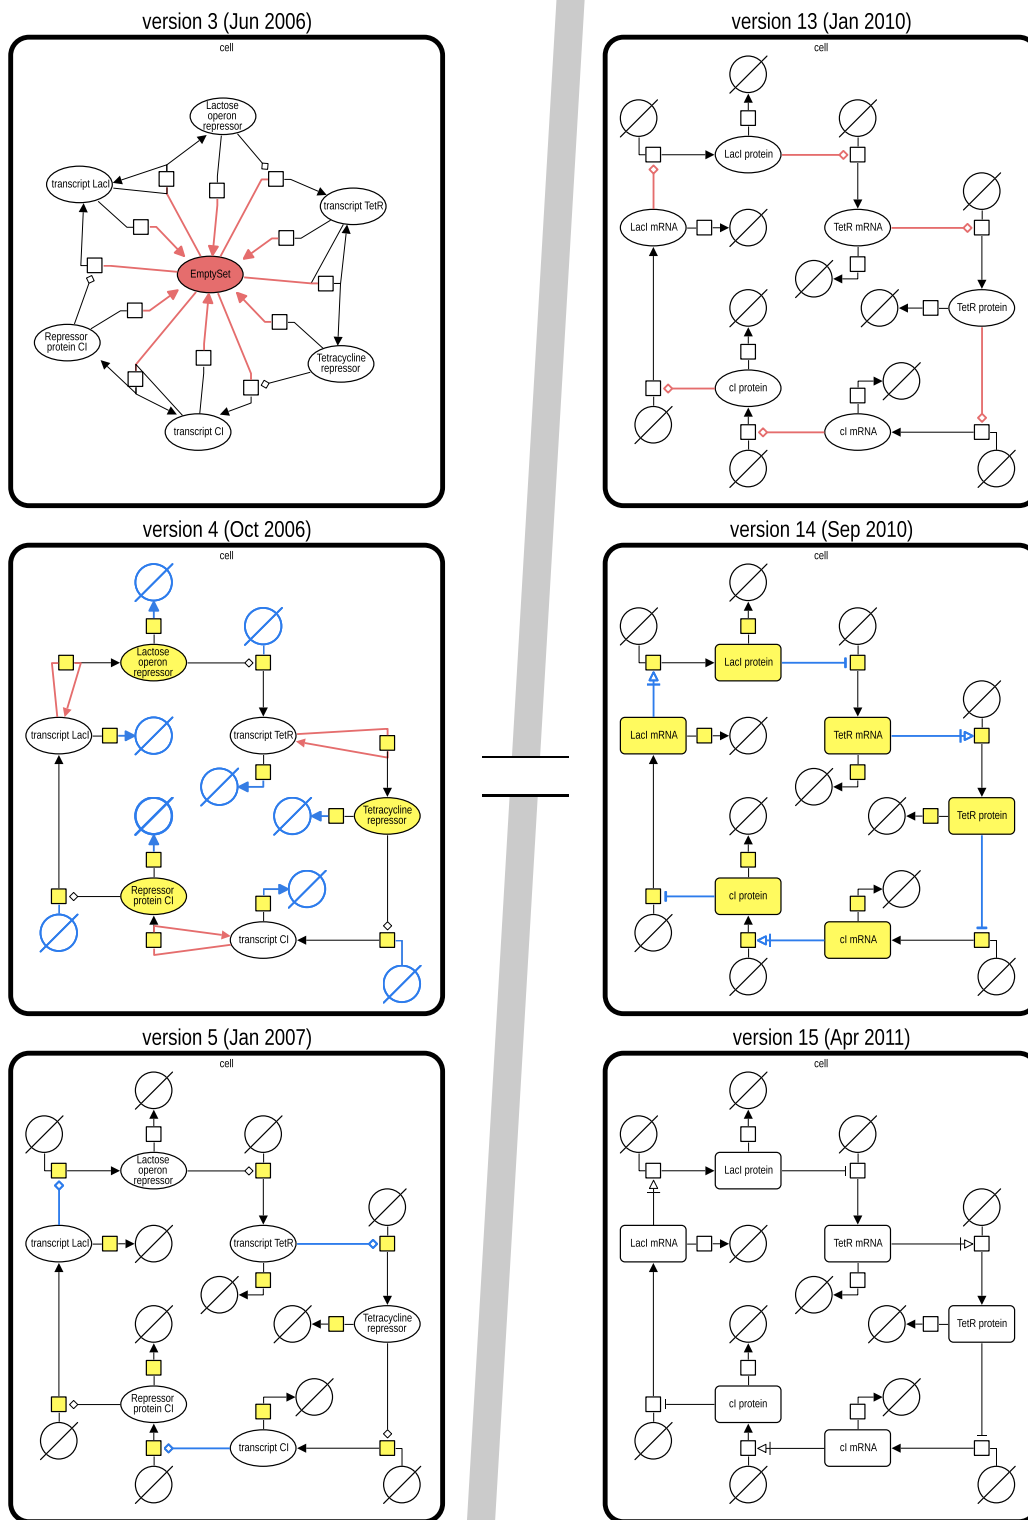 version 3 (Jun 2006)
cell
Lactose
operon
repressor
transcript LacI
transcript TetR
EmptySet
Repressor
protein CI
Tetracycline
repressor
transcript CI
version 13 (Jan 2010)
cell
LacI protein
LacI mRNA
TetR mRNA
TetR protein
cI protein
cI mRNA
version 4 (Oct 2006)
cell
Lactose
operon
repressor
transcript LacI
transcript TetR
Tetracycline
repressor
Repressor
protein CI
transcript CI
version 14 (Sep 2010)
cell
LacI protein
LacI mRNA
TetR mRNA
TetR protein
cI protein
cI mRNA
version 5 (Jan 2007)
cell
Lactose
operon
repressor
transcript LacI
transcript TetR
Tetracycline
repressor
Repressor
protein CI
transcript CI
version 15 (Apr 2011)
cell
LacI protein
LacI mRNA
TetR mRNA
TetR protein
cI protein
cI mRNA